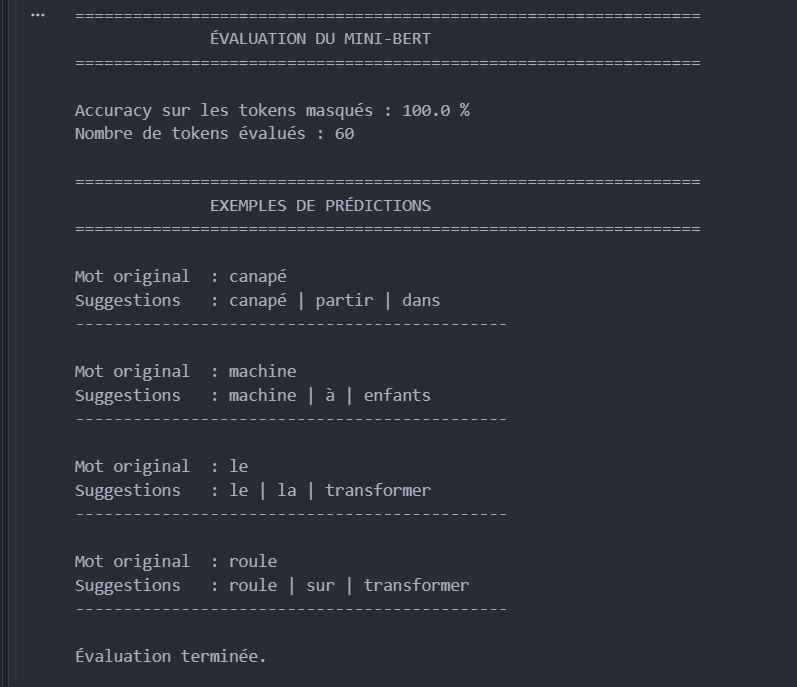 ...
=================================================================
ÉVALUATION DU MINI-BERT
=================================================================
Accuracy sur les tokens masqués : 100.0 %
Nombre de tokens évalués : 60
=================================================================
EXEMPLES DE PRÉDICTIONS
=================================================================
Mot original  : canapé
Suggestions   : canapé | partir | dans
---------------------------------------------
Mot original  : machine
Suggestions   : machine | à | enfants
---------------------------------------------
Mot original  : le
Suggestions   : le | la | transformer
---------------------------------------------
Mot original  : roule
Suggestions   : roule | sur | transformer
---------------------------------------------
Évaluation terminée.